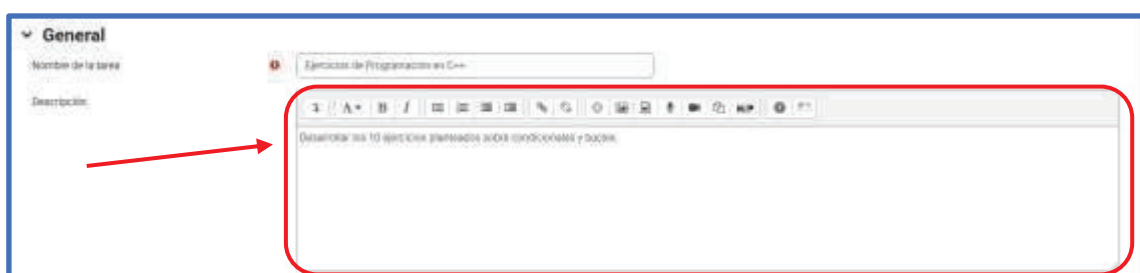 General
Nombre de la tarea
Ejercicios de Programación en C++
Descripción
Desarrollar los 10 ejercicios planteados sobre condicionales y bucles.